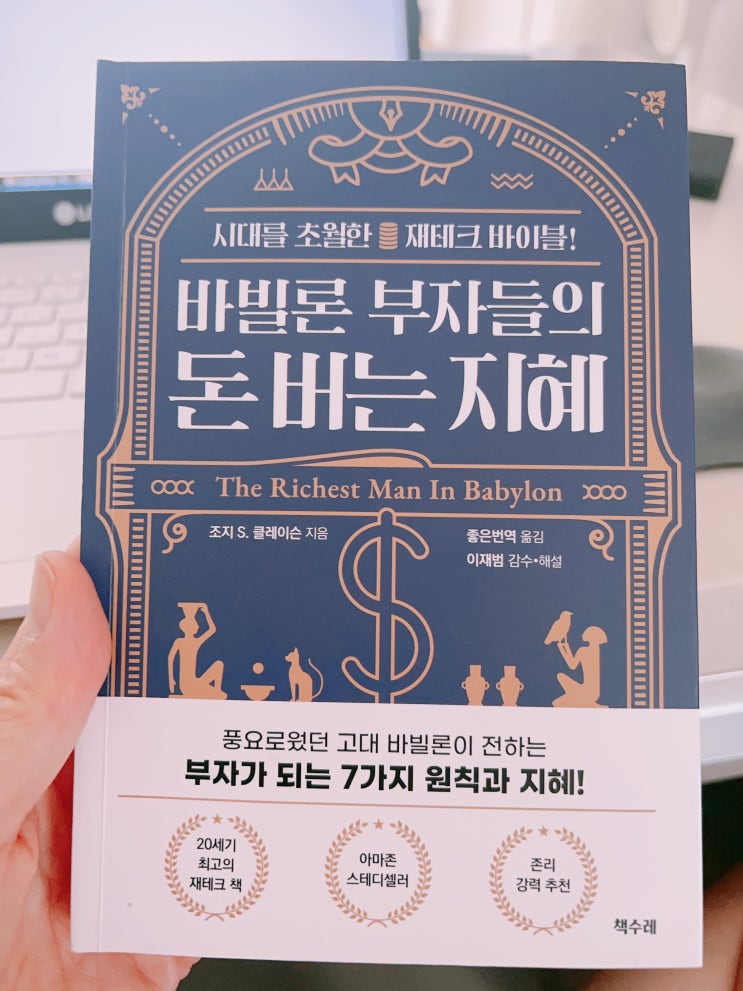 시대를 초월한 재테크 바이블!
바빌론 부자들의
돈 버는 지혜
The Richest Man In Babylon
조지 S. 클레이슨 지음
좋은번역 옮김
이재범 감수•해설
풍요로웠던 고대 바빌론이 전하는
부자가 되는 7가지 원칙과 지혜!
20세기
최고의
재테크 책
아마존
스테디셀러
존리
강력 추천
책수레